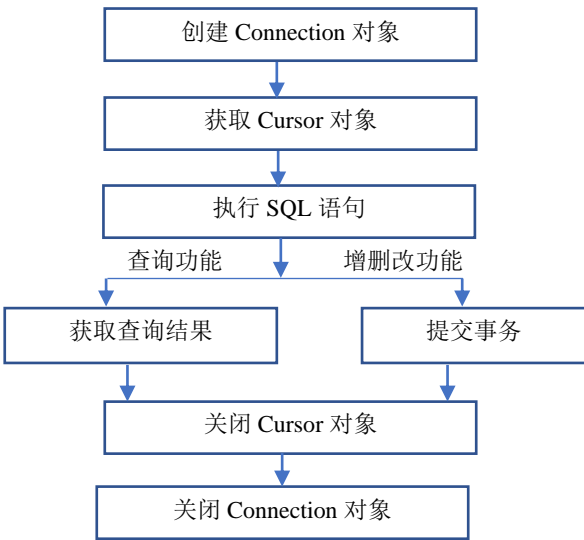 创建 Connection 对象
获取 Cursor 对象
执行 SQL 语句
查询功能
增删改功能
获取查询结果
提交事务
关闭 Cursor 对象
关闭 Connection 对象